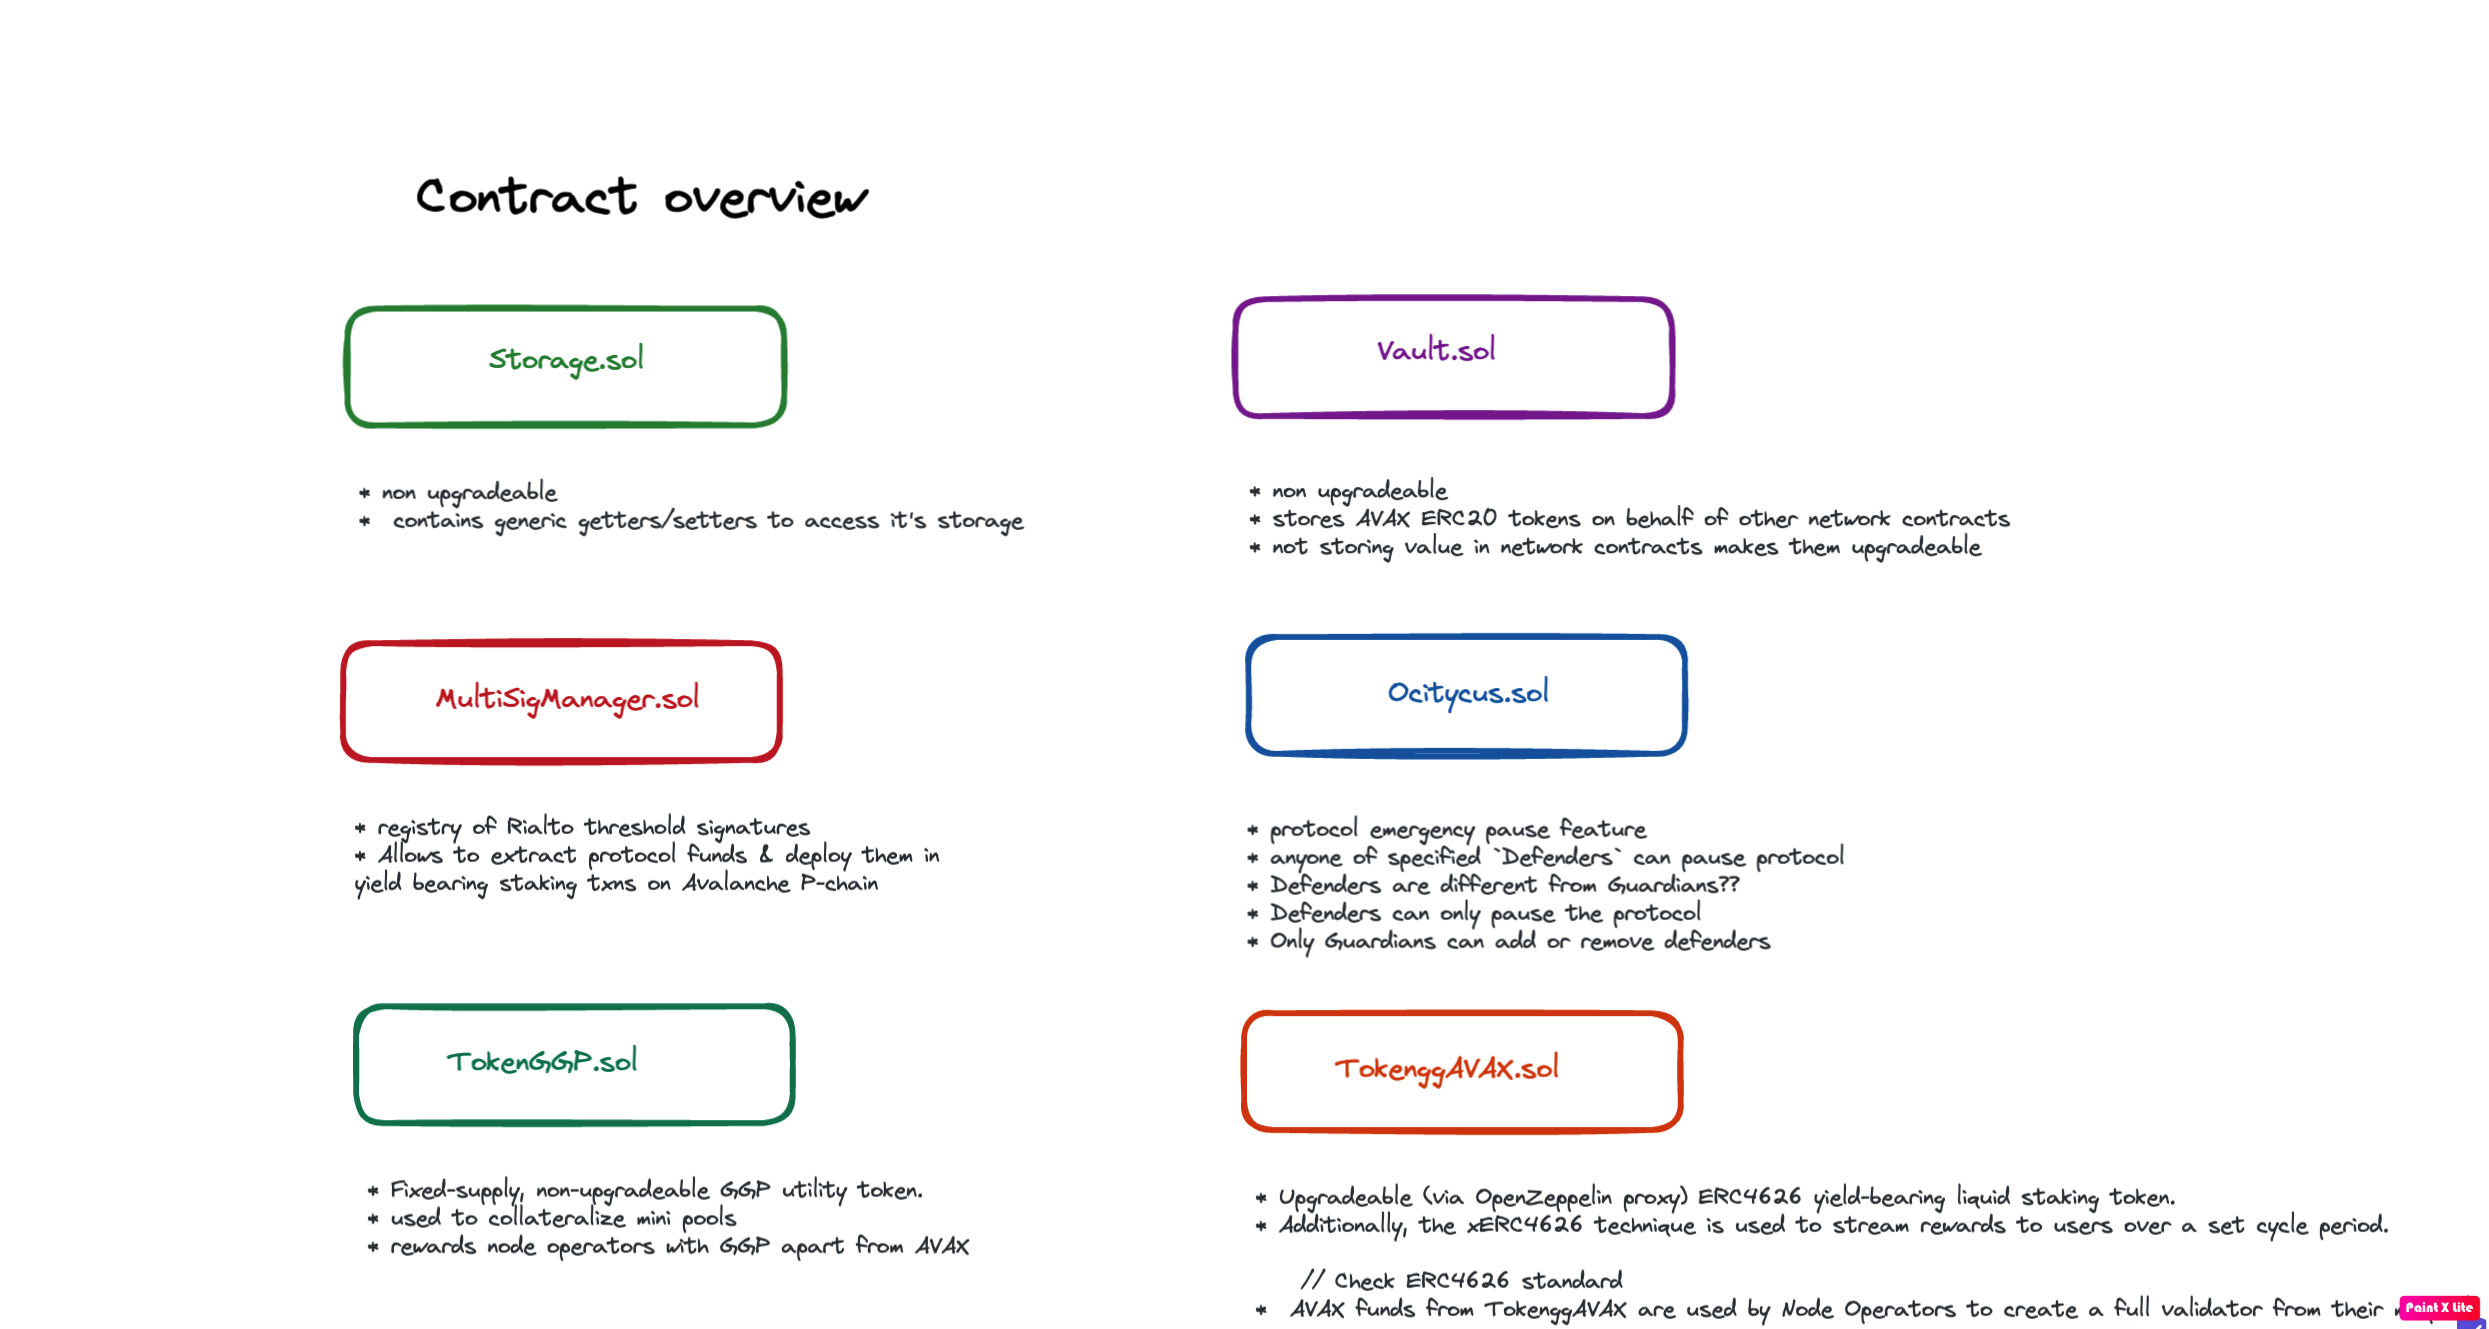 Contract overview
Storage.sol
* non upgradeable
* contains generic getters/setters to access it's storage
Vault.sol
* non upgradeable
* stores AVAX ERC20 tokens on behalf of other network contracts
* not storing value in network contracts makes them upgradeable
MultiSigManager.sol
* registry of Rialto threshold signatures
* Allows to extract protocol funds & deploy them in
yield bearing staking txns on Avalanche P-chain
Ocitycus.sol
* protocol emergency pause feature
* anyone of specified `Defenders` can pause protocol
* Defenders are different from Guardians??
* Defenders can only pause the protocol
* Only Guardians can add or remove defenders
TokenGGP.sol
* Fixed-supply, non-upgradeable GGP utility token.
* used to collateralize mini pools
* rewards node operators with GGP apart from AVAX
TokenggAVAX.sol
* Upgradeable (via OpenZeppelin proxy) ERC4626 yield-bearing liquid staking token.
* Additionally, the xERC4626 technique is used to stream rewards to users over a set cycle period.
// Check ERC4626 standard
* AVAX funds from TokenggAVAX are used by Node Operators to create a full validator from their
Paint X Lite